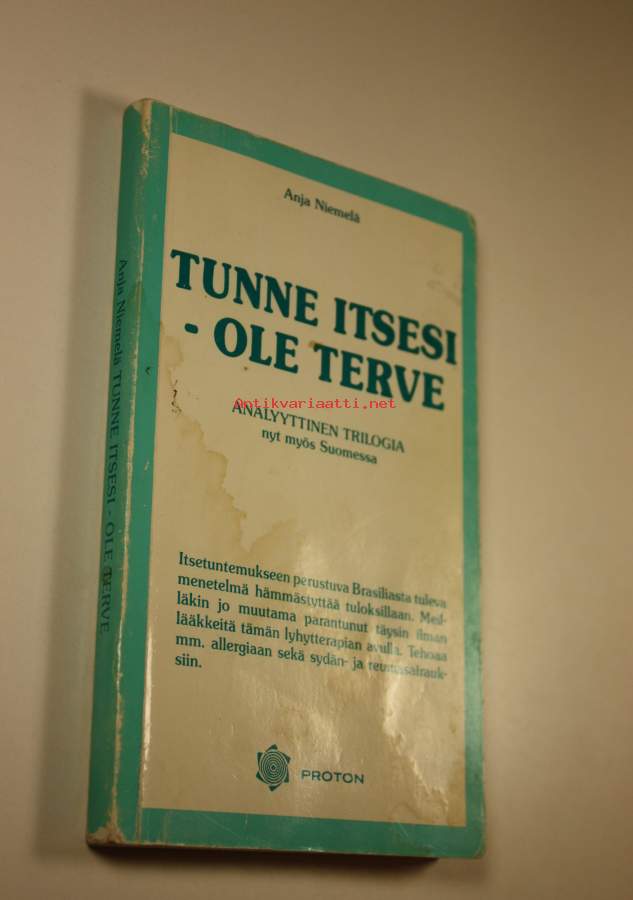 Anja Niemelä
TUNNE ITSESI
- OLE TERVE
Antikvariaatti.net
ANALYYTTINEN TRILOGIA
nyt myös Suomessa
Itsetuntemukseen perustuva Brasiliasta tuleva
menetelmä hämmästyttää tuloksillaan. Meil-
läkin jo muutama parantunut täysin ilman
lääkkeitä tämän lyhytterapian avulla. Tehoaa
mm. allergiaan sekä sydän- ja reumasairauk-
siin.
PROTON
Anja Niemelä TUNNE ITSESI - OLE TERVE